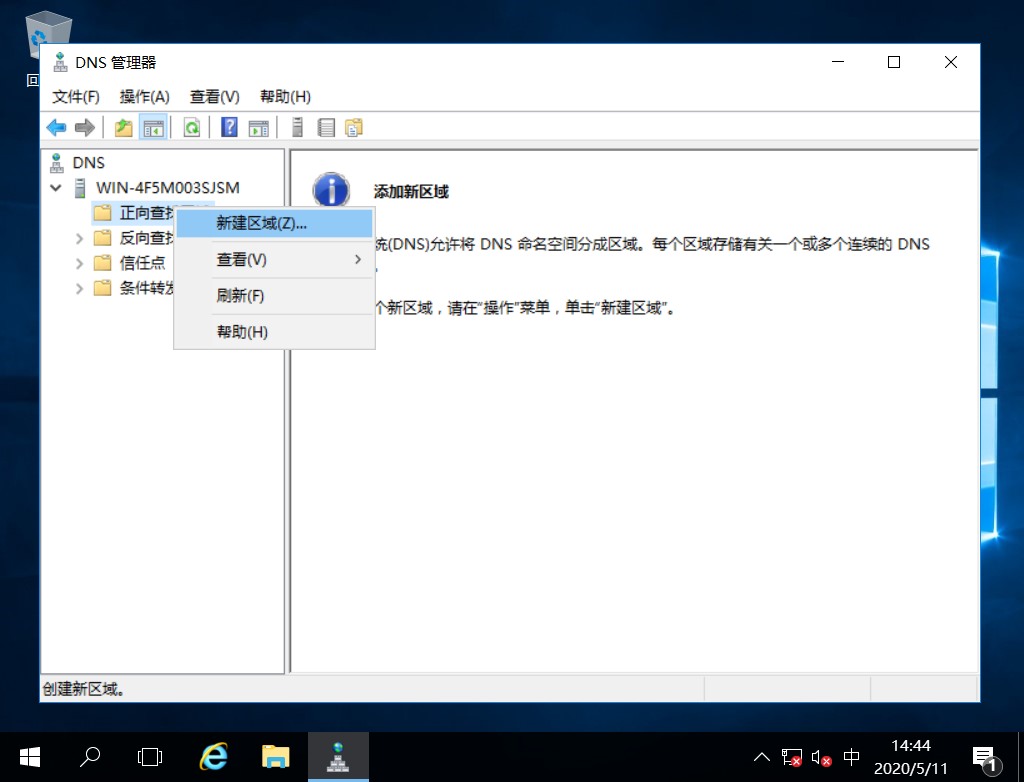 回
DNS 管理器
文件(F) 操作(A) 查看(V) 帮助(H)
DNS
WIN-4F5M003SJSM
正向查找
反向查找
信任点
条件转发
新建区域(Z)...
查看(V)
刷新(F)
帮助(H)
添加新区域
统(DNS)允许将 DNS 命名空间分成区域。每个区域存储有关一个或多个连续的 DNS
个新区域，请在“操作”菜单，单击“新建区域”。
创建新区域。
中
14:44
2020/5/11
1